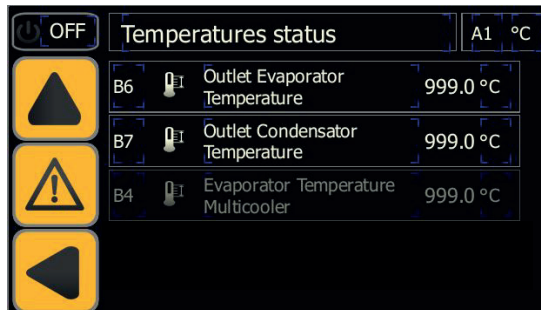 OFF
Temperatures status
A1 °C
B6
Outlet Evaporator
Temperature
999.0 °C
B7
Outlet Condensator
Temperature
999.0 °C
B4
Evaporator Temperature
Multicooler
999.0 °C